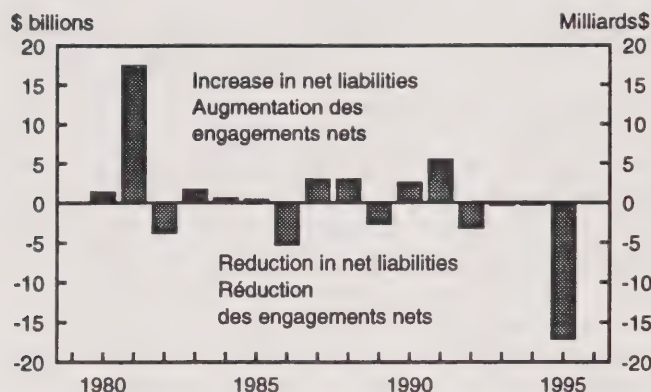 $ billions Milliards$
20 20
15 15
Increase in net liabilities
Augmentation des
engagements nets
10 10
5 5
0 0
-5 -5
Reduction in net liabilities
Réduction
des engagements nets
-10 -10
-15 -15
-20 -20
1980 1985 1990 1995